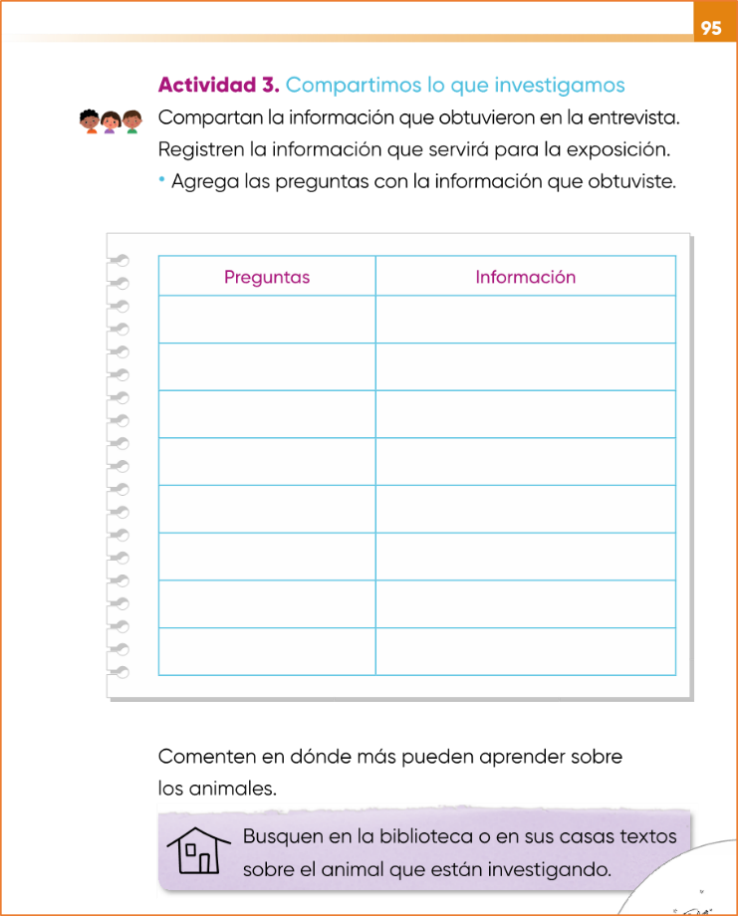 95
Actividad 3. Compartimos lo que investigamos
Compartan la información que obtuvieron en la entrevista.
Registren la información que servirá para la exposición.
• Agrega las preguntas con la información que obtuviste.
Preguntas Información
Comenten en dónde más pueden aprender sobre
los animales.
Busquen en la biblioteca o en sus casas textos
sobre el animal que están investigando.